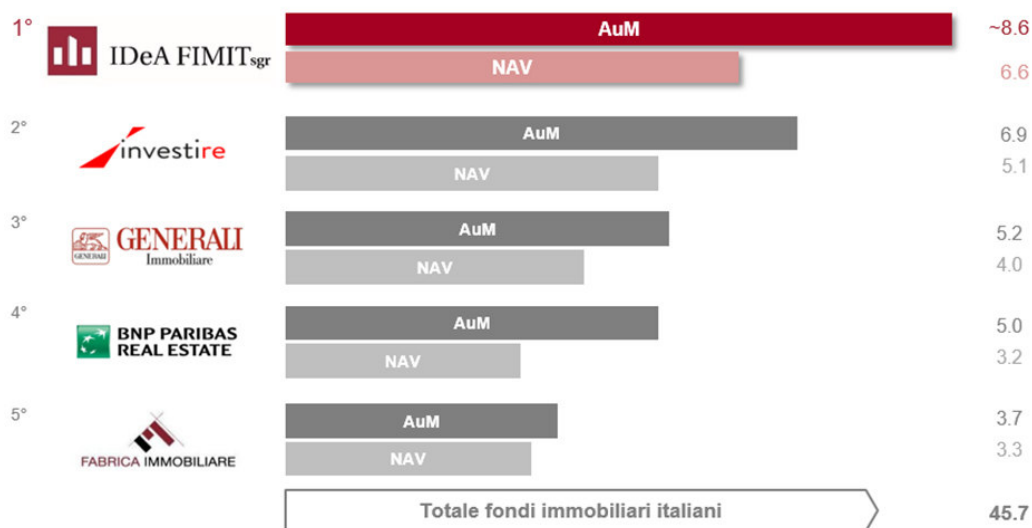 1°
IDeA FIMIT sgr
AuM
~8.6
NAV
6.6
2°
investire
AuM
6.9
NAV
5.1
3°
GENERALI
GENERALI
Immobiliare
AuM
5.2
NAV
4.0
4°
BNP PARIBAS
REAL ESTATE
AuM
5.0
NAV
3.2
5°
FABRICA IMMOBILIARE
AuM
3.7
NAV
3.3
Totale fondi immobiliari italiani
45.7